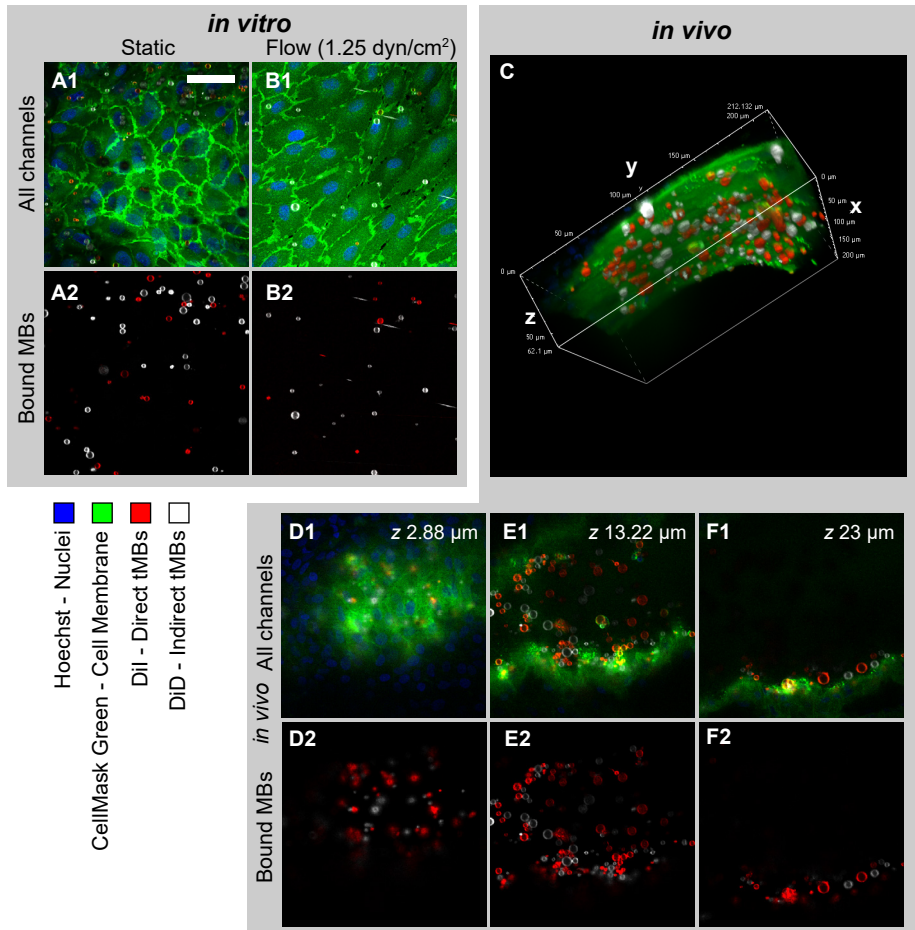 in vitro
Static
Flow (1.25 dyn/cm²)
All channels
A1
B1
Bound MBs
A2
B2
in vivo
C
212.132 µm
200 µm
150 µm
y
100 µm
y
50 µm
0 µm
0 µm
50 µm
x
100 µm
150 µm
200 µm
z
50 µm
62.1 µm
Hoechst - Nuclei
CellMask Green - Cell Membrane
DiI - Direct tMBs
DiD - Indirect tMBs
in vivo
All channels
D1
z 2.88 µm
E1
z 13.22 µm
F1
z 23 µm
Bound MBs
D2
E2
F2